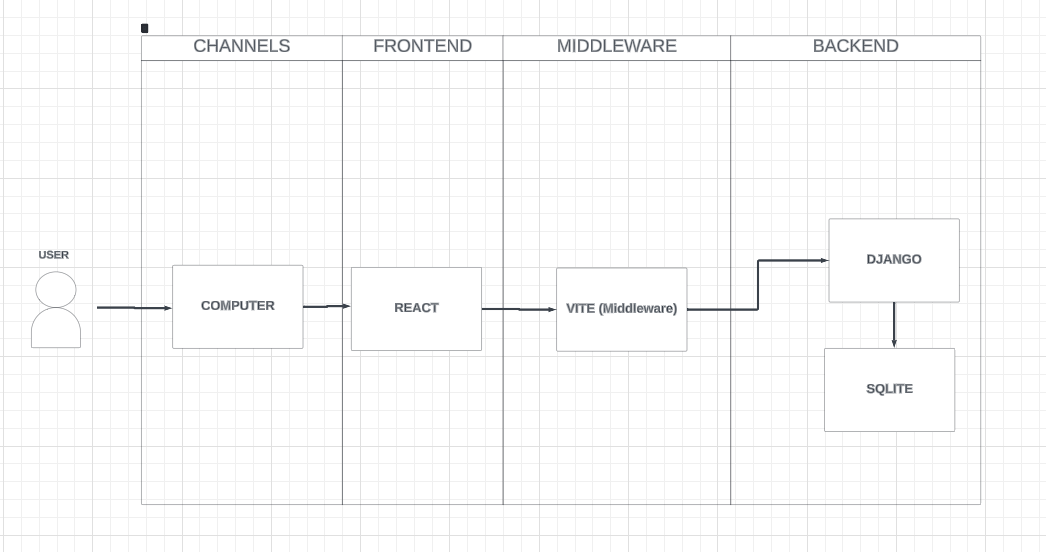 CHANNELS
FRONTEND
MIDDLEWARE
BACKEND
USER
COMPUTER
REACT
VITE (Middleware)
DJANGO
SQLITE